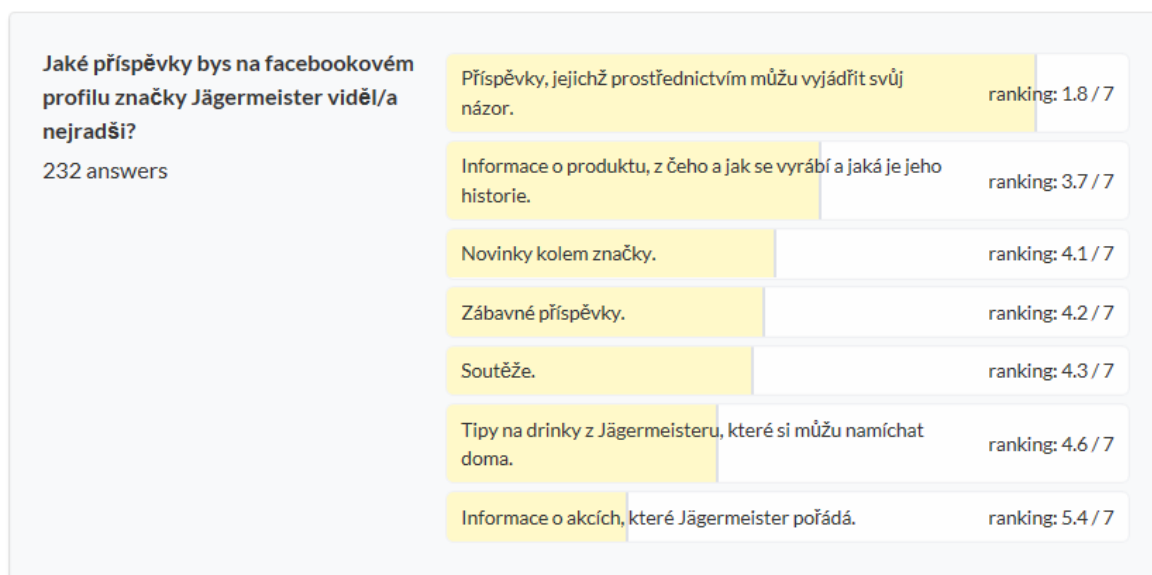 Jaké příspěvky bys na facebookovém
profilu značky Jägermeister viděl/a
nejradši?
232 answers
Příspěvky, jejichž prostřednictvím můžu vyjádřit svůj
názor.
ranking: 1.8 / 7
Informace o produktu, z čeho a jak se vyrábí a jaká je jeho
historie.
ranking: 3.7 / 7
Novinky kolem značky.
ranking: 4.1 / 7
Zábavné příspěvky.
ranking: 4.2 / 7
Soutěže.
ranking: 4.3 / 7
Tipy na drinky z Jägermeisteru, které si můžu namíchat
doma.
ranking: 4.6 / 7
Informace o akcích, které Jägermeister pořádá.
ranking: 5.4 / 7